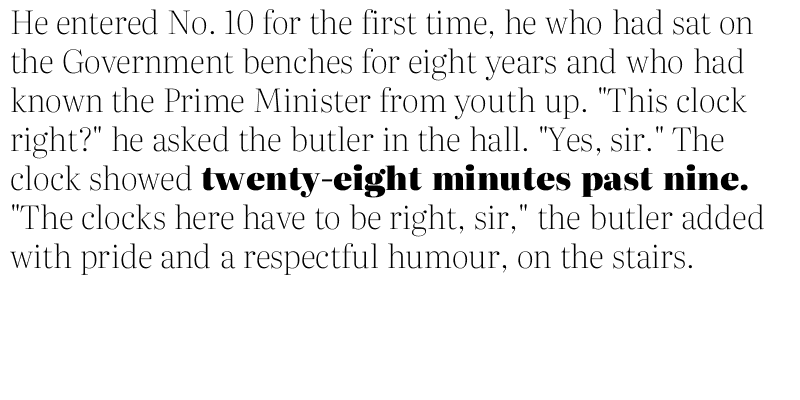 He entered No. 10 for the first time, he who had sat on
the Government benches for eight years and who had
known the Prime Minister from youth up. "This clock
right?" he asked the butler in the hall. "Yes, sir." The
clock showed twenty-eight minutes past nine.
"The clocks here have to be right, sir," the butler added
with pride and a respectful humour, on the stairs.